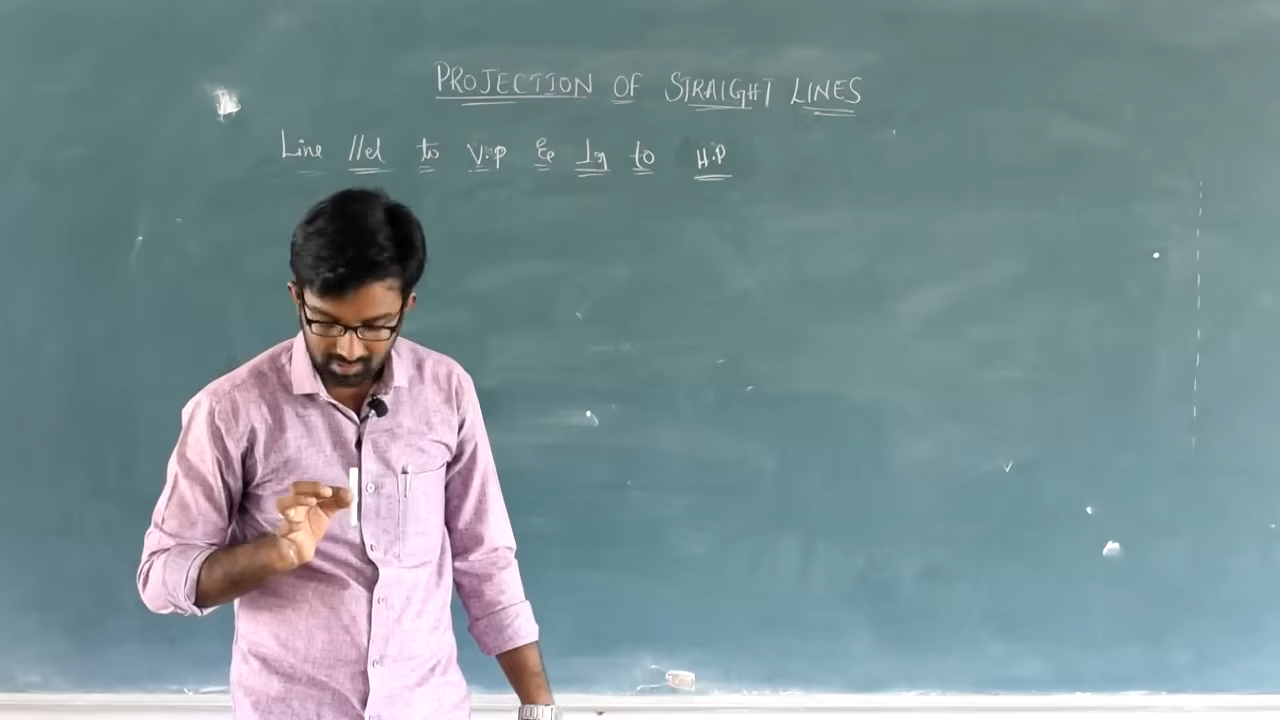 PROJECTION OF STRAIGHT LINES
Line //el to V.P & ⊥r to H.P